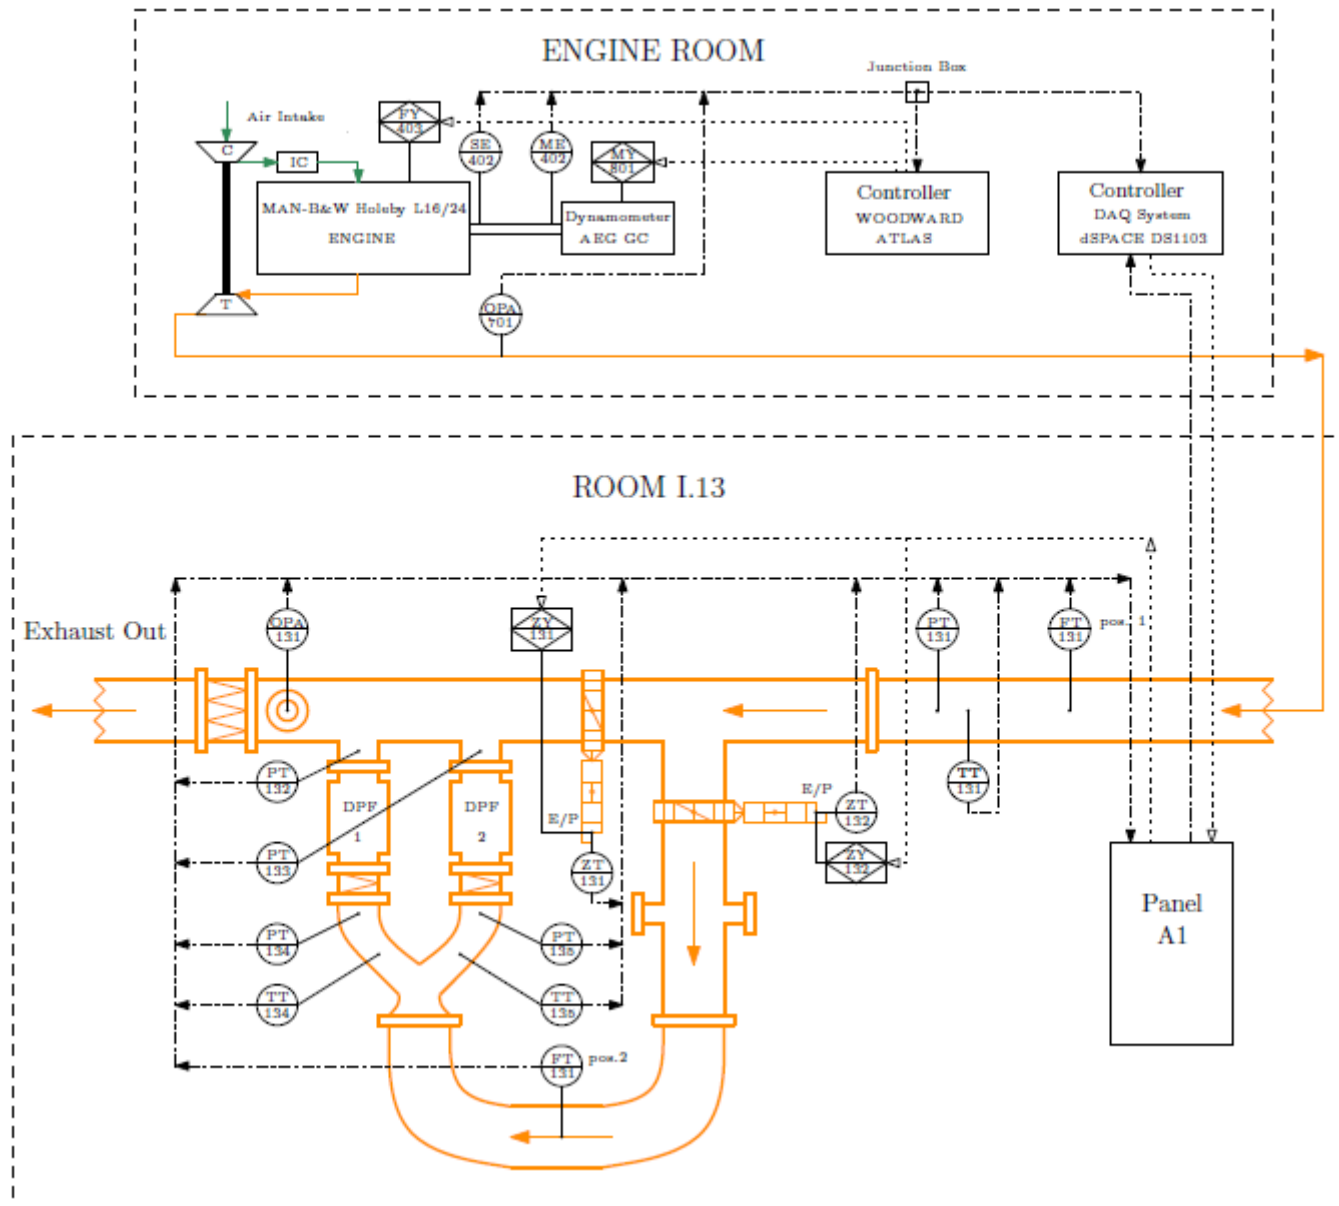 ENGINE ROOM
Junction Box
Air Intake
FY
403
SE
402
ME
402
MY
801
C
IC
MAN-B&W Holeby L16/24
ENGINE
Dynamometer
AEG GC
Controller
WOODWARD
ATLAS
Controller
DAQ System
dSPACE DS1103
T
OPA
701
ROOM I.13
Exhaust Out
OPA
131
ZY
131
PT
131
FT
131
pos. 1
PT
132
DPF
1
DPF
2
E/P
E/P
TT
131
ZT
132
PT
133
ZT
131
ZY
132
Panel
A1
PT
134
PT
135
TT
134
TT
135
FT
131
pos.2